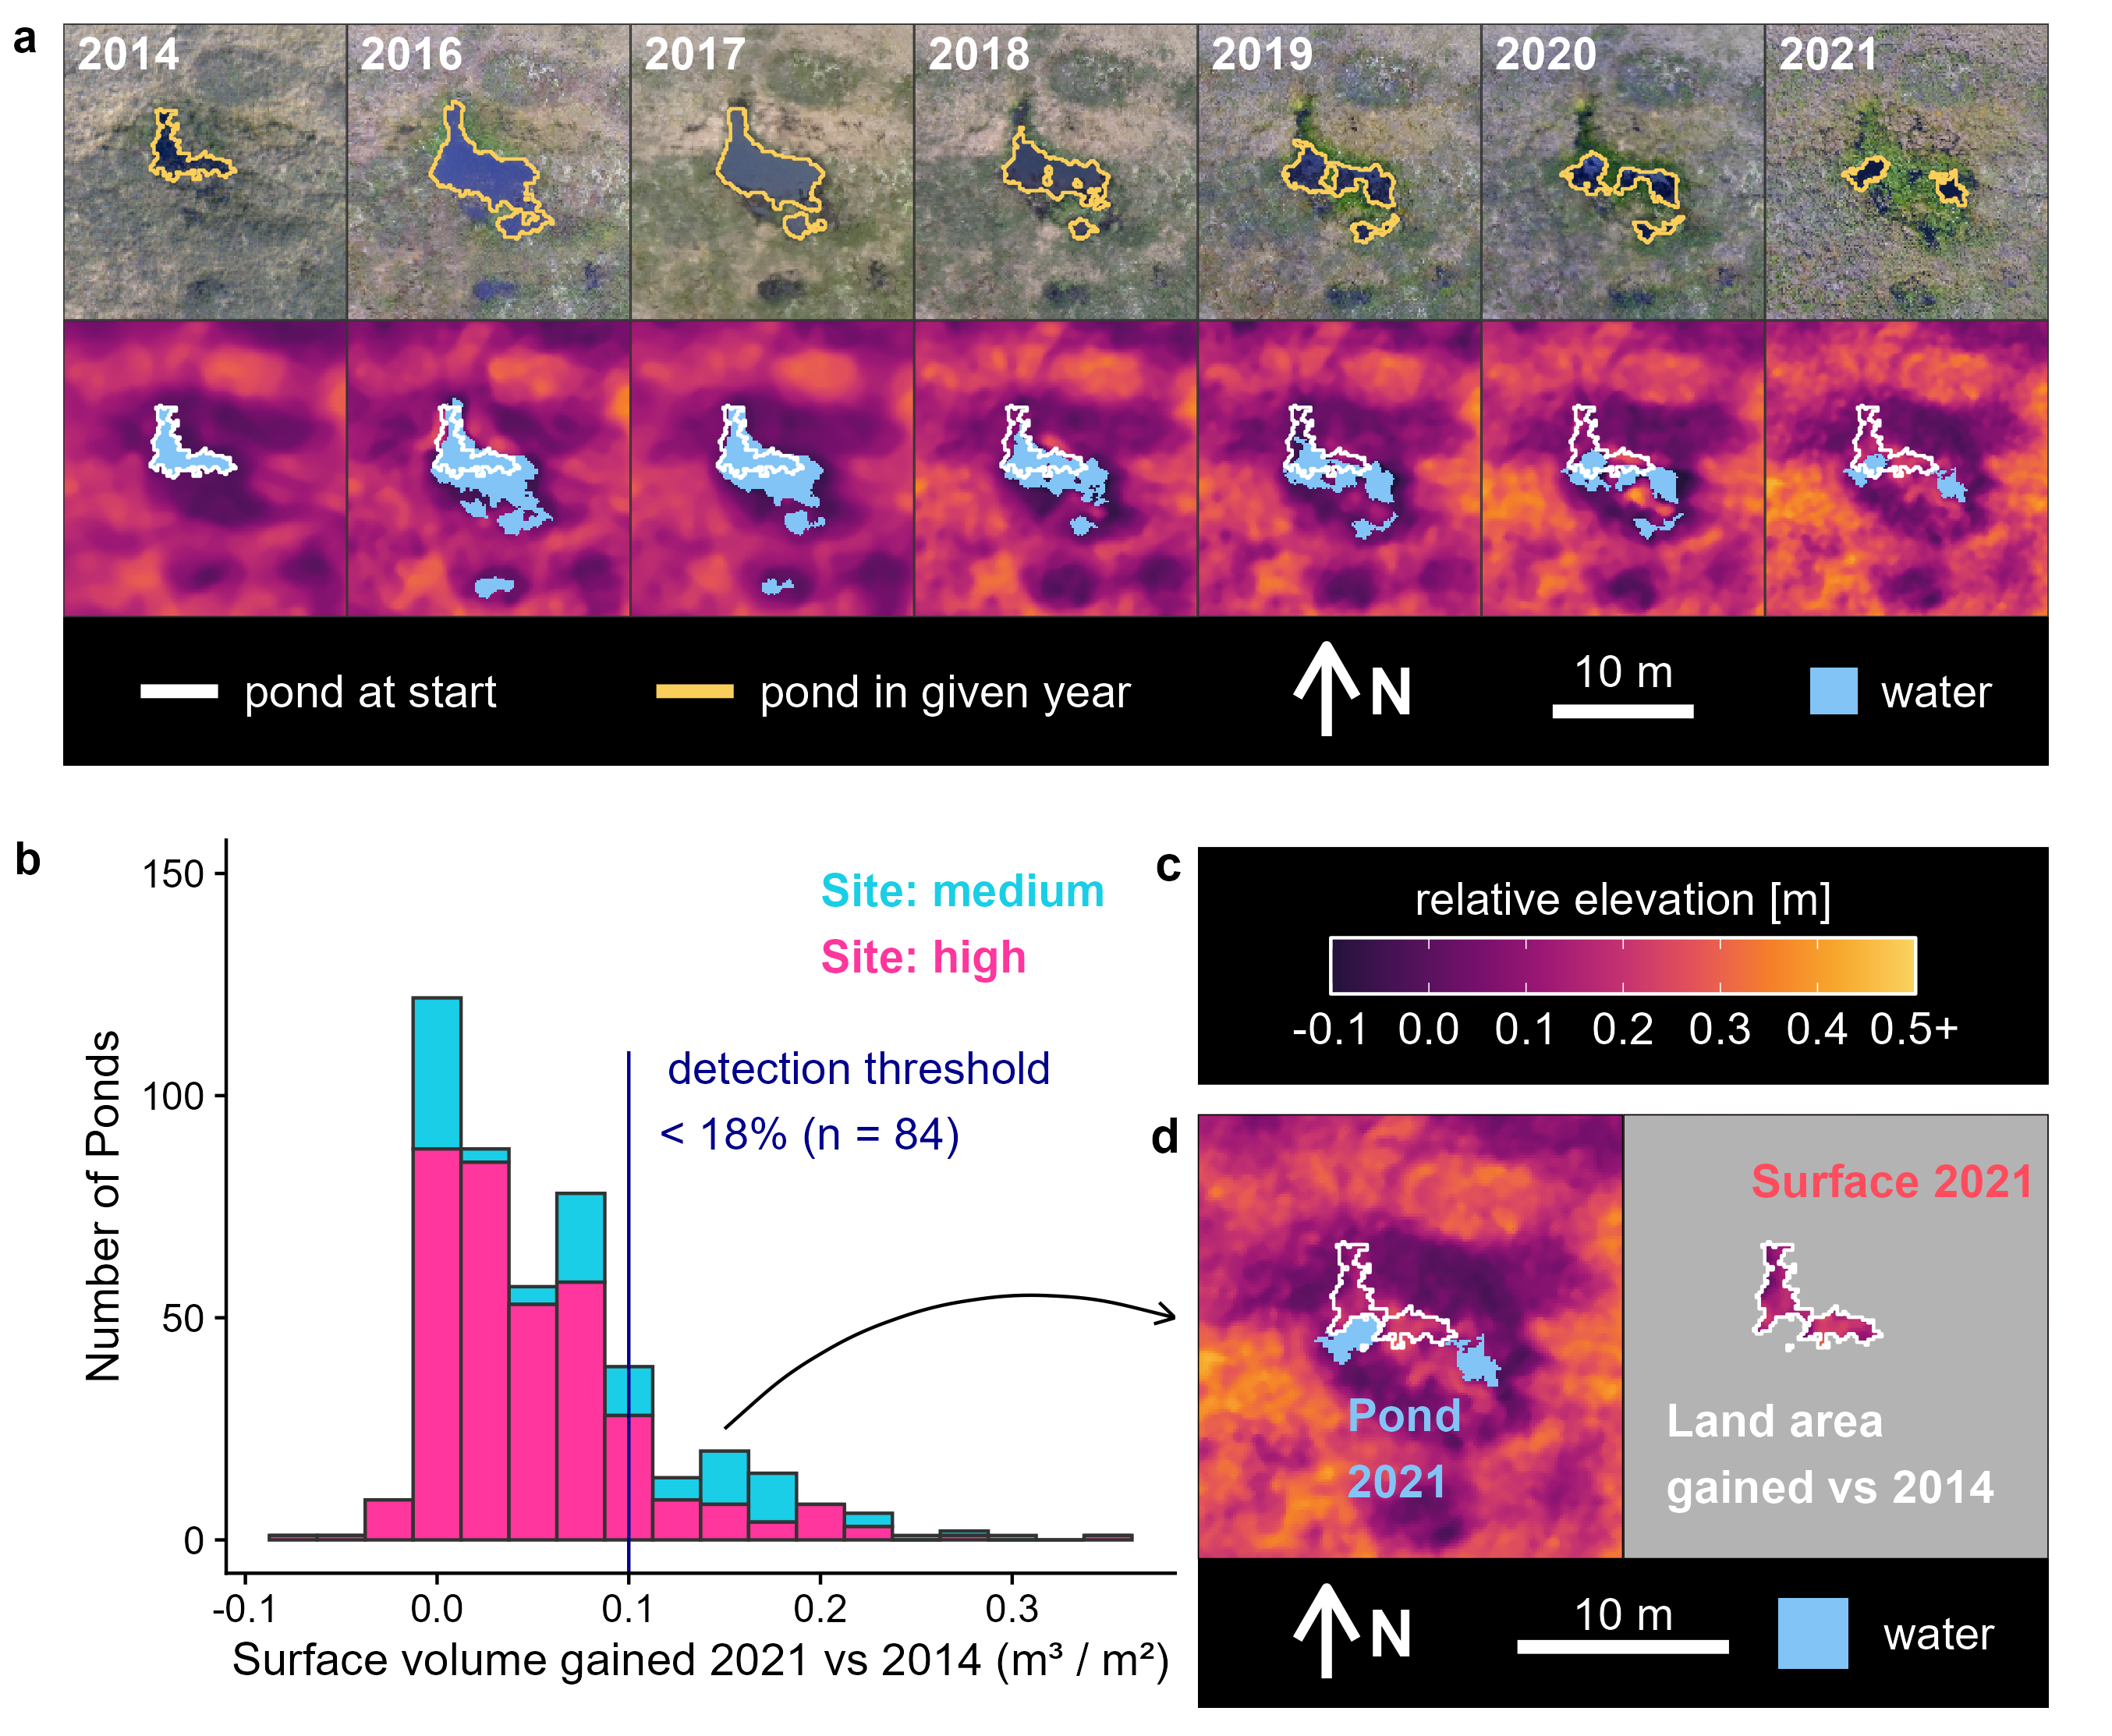 a
2014 2016 2017 2018 2019 2020 2021
pond at start pond in given year N 10 m water
b
150
100
50
0
Number of Ponds
Site: medium
Site: high
detection threshold
< 18% (n = 84)
-0.1 0.0 0.1 0.2 0.3
Surface volume gained 2021 vs 2014 (m³ / m²)
c
relative elevation [m]
-0.1 0.0 0.1 0.2 0.3 0.4 0.5+
d
Pond
2021
Surface 2021
Land area
gained vs 2014
N 10 m water